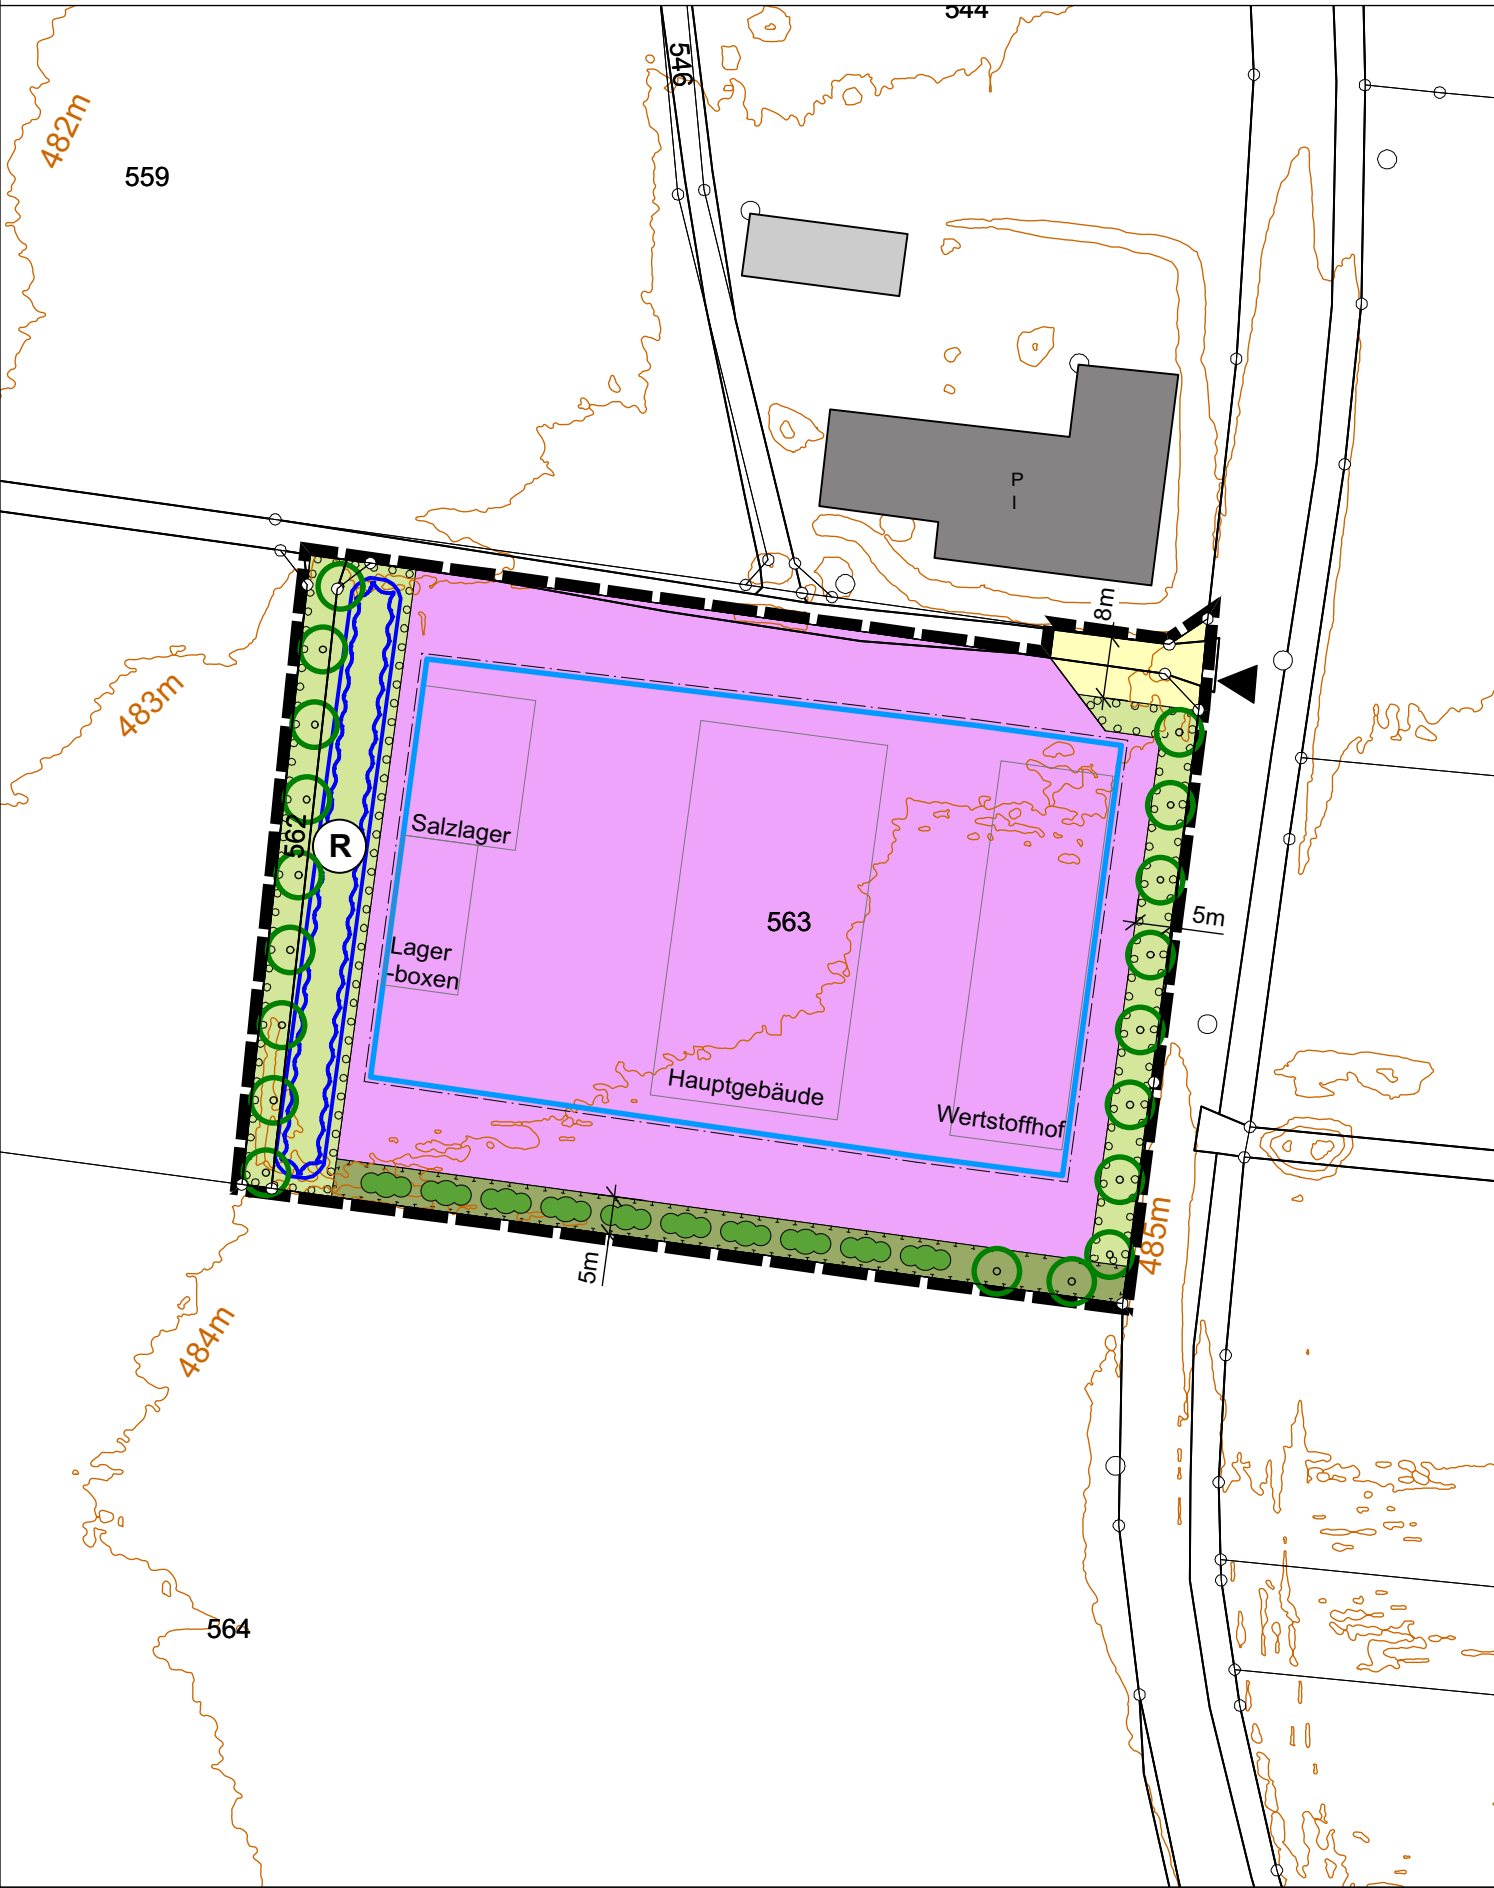 544
546
482m
559
P
I
8m
483m
Salzlager
562
R
5m
563
Lager
-boxen
Hauptgebäude
Wertstoffhof
485m
5m
484m
564